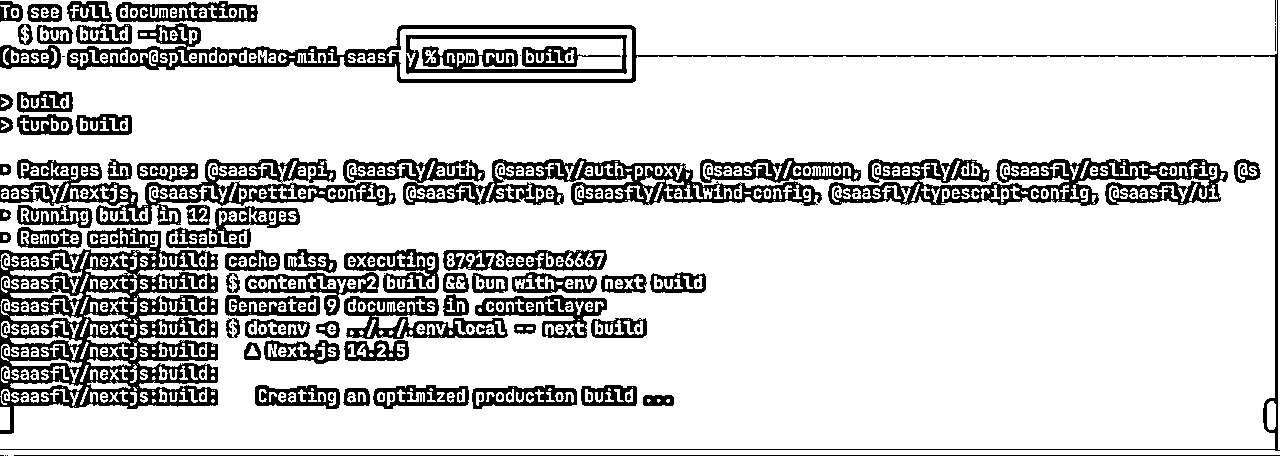 To see full documentation:
  $ bun build --help
(base) splendor@splendordeMac-mini saasfly % npm run build

> build
> turbo build

• Packages in scope: @saasfly/api, @saasfly/auth, @saasfly/auth-proxy, @saasfly/common, @saasfly/db, @saasfly/eslint-config, @s
aasfly/nextjs, @saasfly/prettier-config, @saasfly/stripe, @saasfly/tailwind-config, @saasfly/typescript-config, @saasfly/ui
• Running build in 12 packages
• Remote caching disabled
@saasfly/nextjs:build: cache miss, executing 879178eeefbe6667
@saasfly/nextjs:build: $ contentlayer2 build && bun with-env next build
@saasfly/nextjs:build: Generated 9 documents in .contentlayer
@saasfly/nextjs:build: $ dotenv -e ../../.env.local -- next build
@saasfly/nextjs:build:   ▲ Next.js 14.2.5
@saasfly/nextjs:build:
@saasfly/nextjs:build:    Creating an optimized production build ...